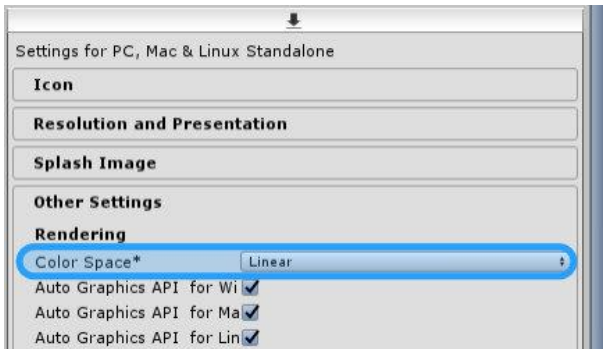 Settings for PC, Mac & Linux Standalone
Icon
Resolution and Presentation
Splash Image
Other Settings
Rendering
Color Space* Linear
Auto Graphics API for Wi
Auto Graphics API for Ma
Auto Graphics API for Lin